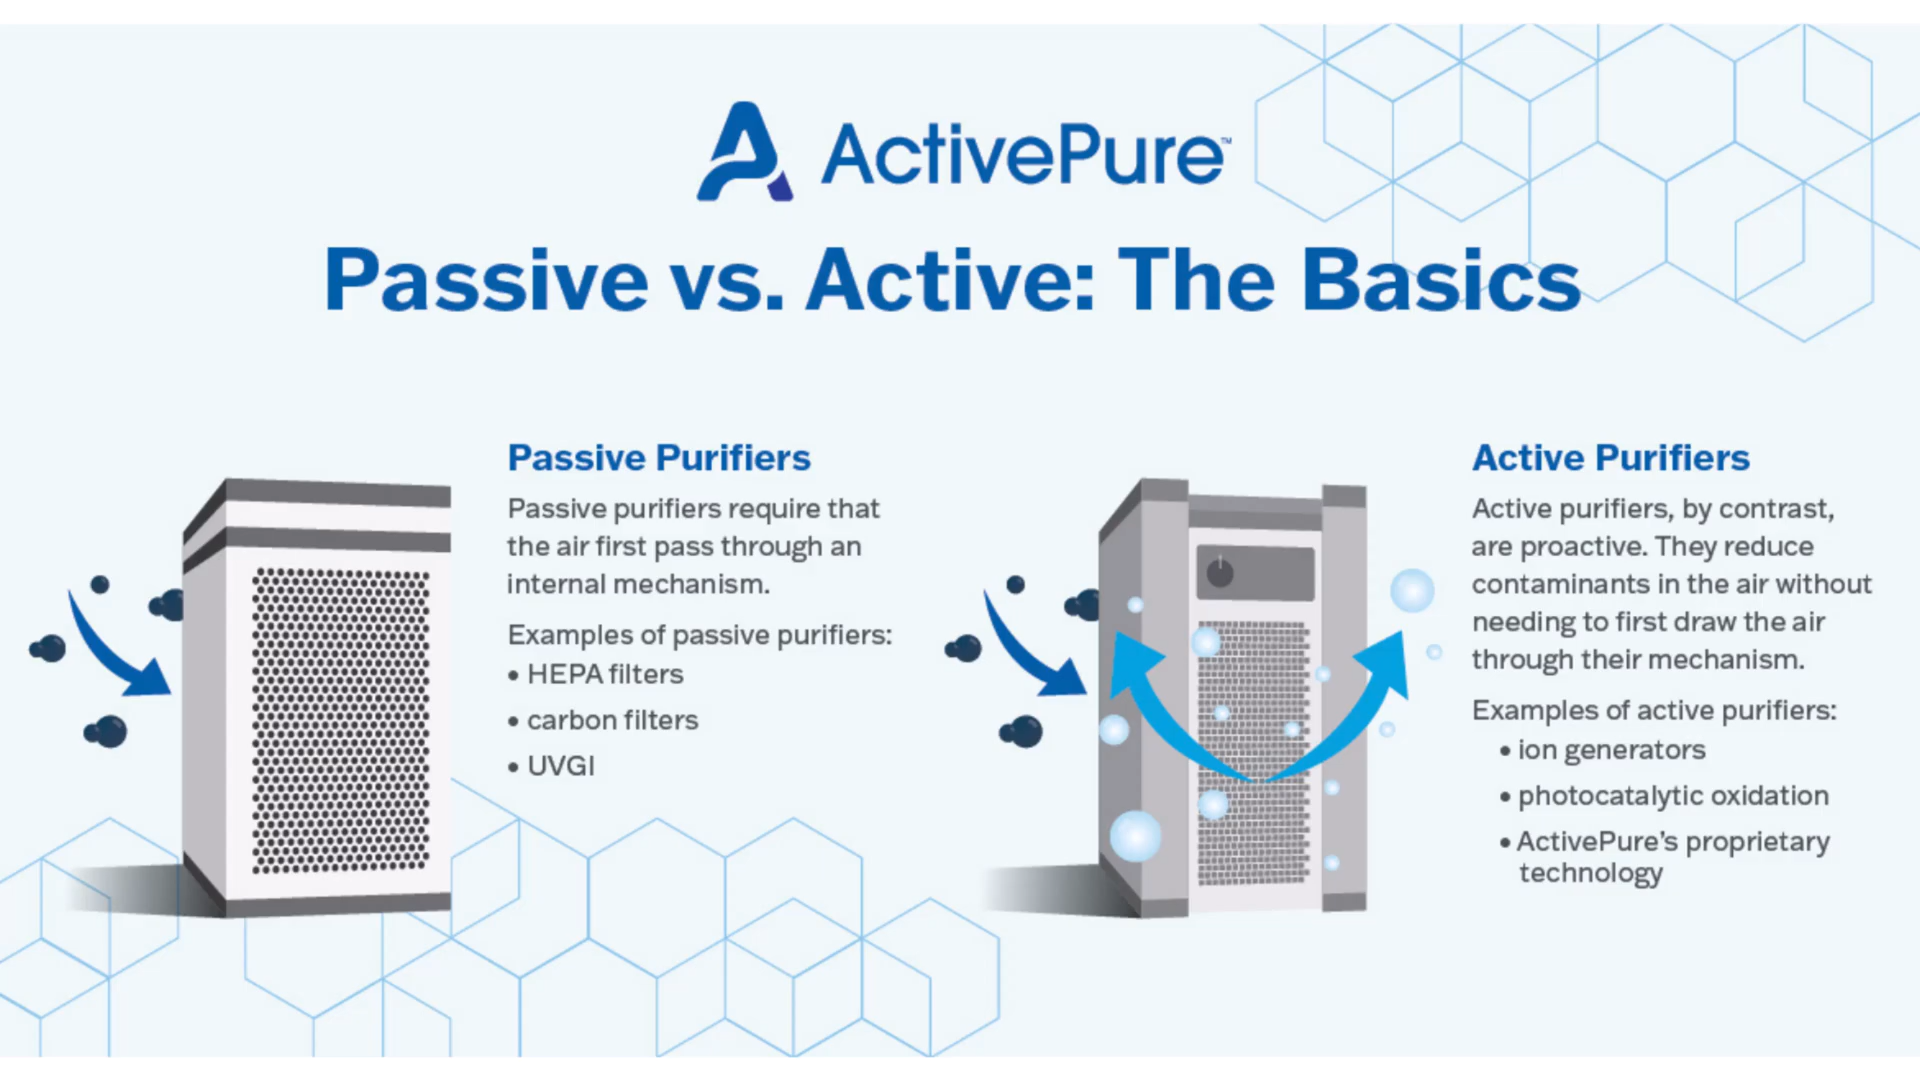 ActivePure™
Passive vs. Active: The Basics
Passive Purifiers
Passive purifiers require that
the air first pass through an
internal mechanism.
Examples of passive purifiers:
• HEPA filters
• carbon filters
• UVGI
Active Purifiers
Active purifiers, by contrast,
are proactive. They reduce
contaminants in the air without
needing to first draw the air
through their mechanism.
Examples of active purifiers:
• ion generators
• photocatalytic oxidation
• ActivePure’s proprietary
technology